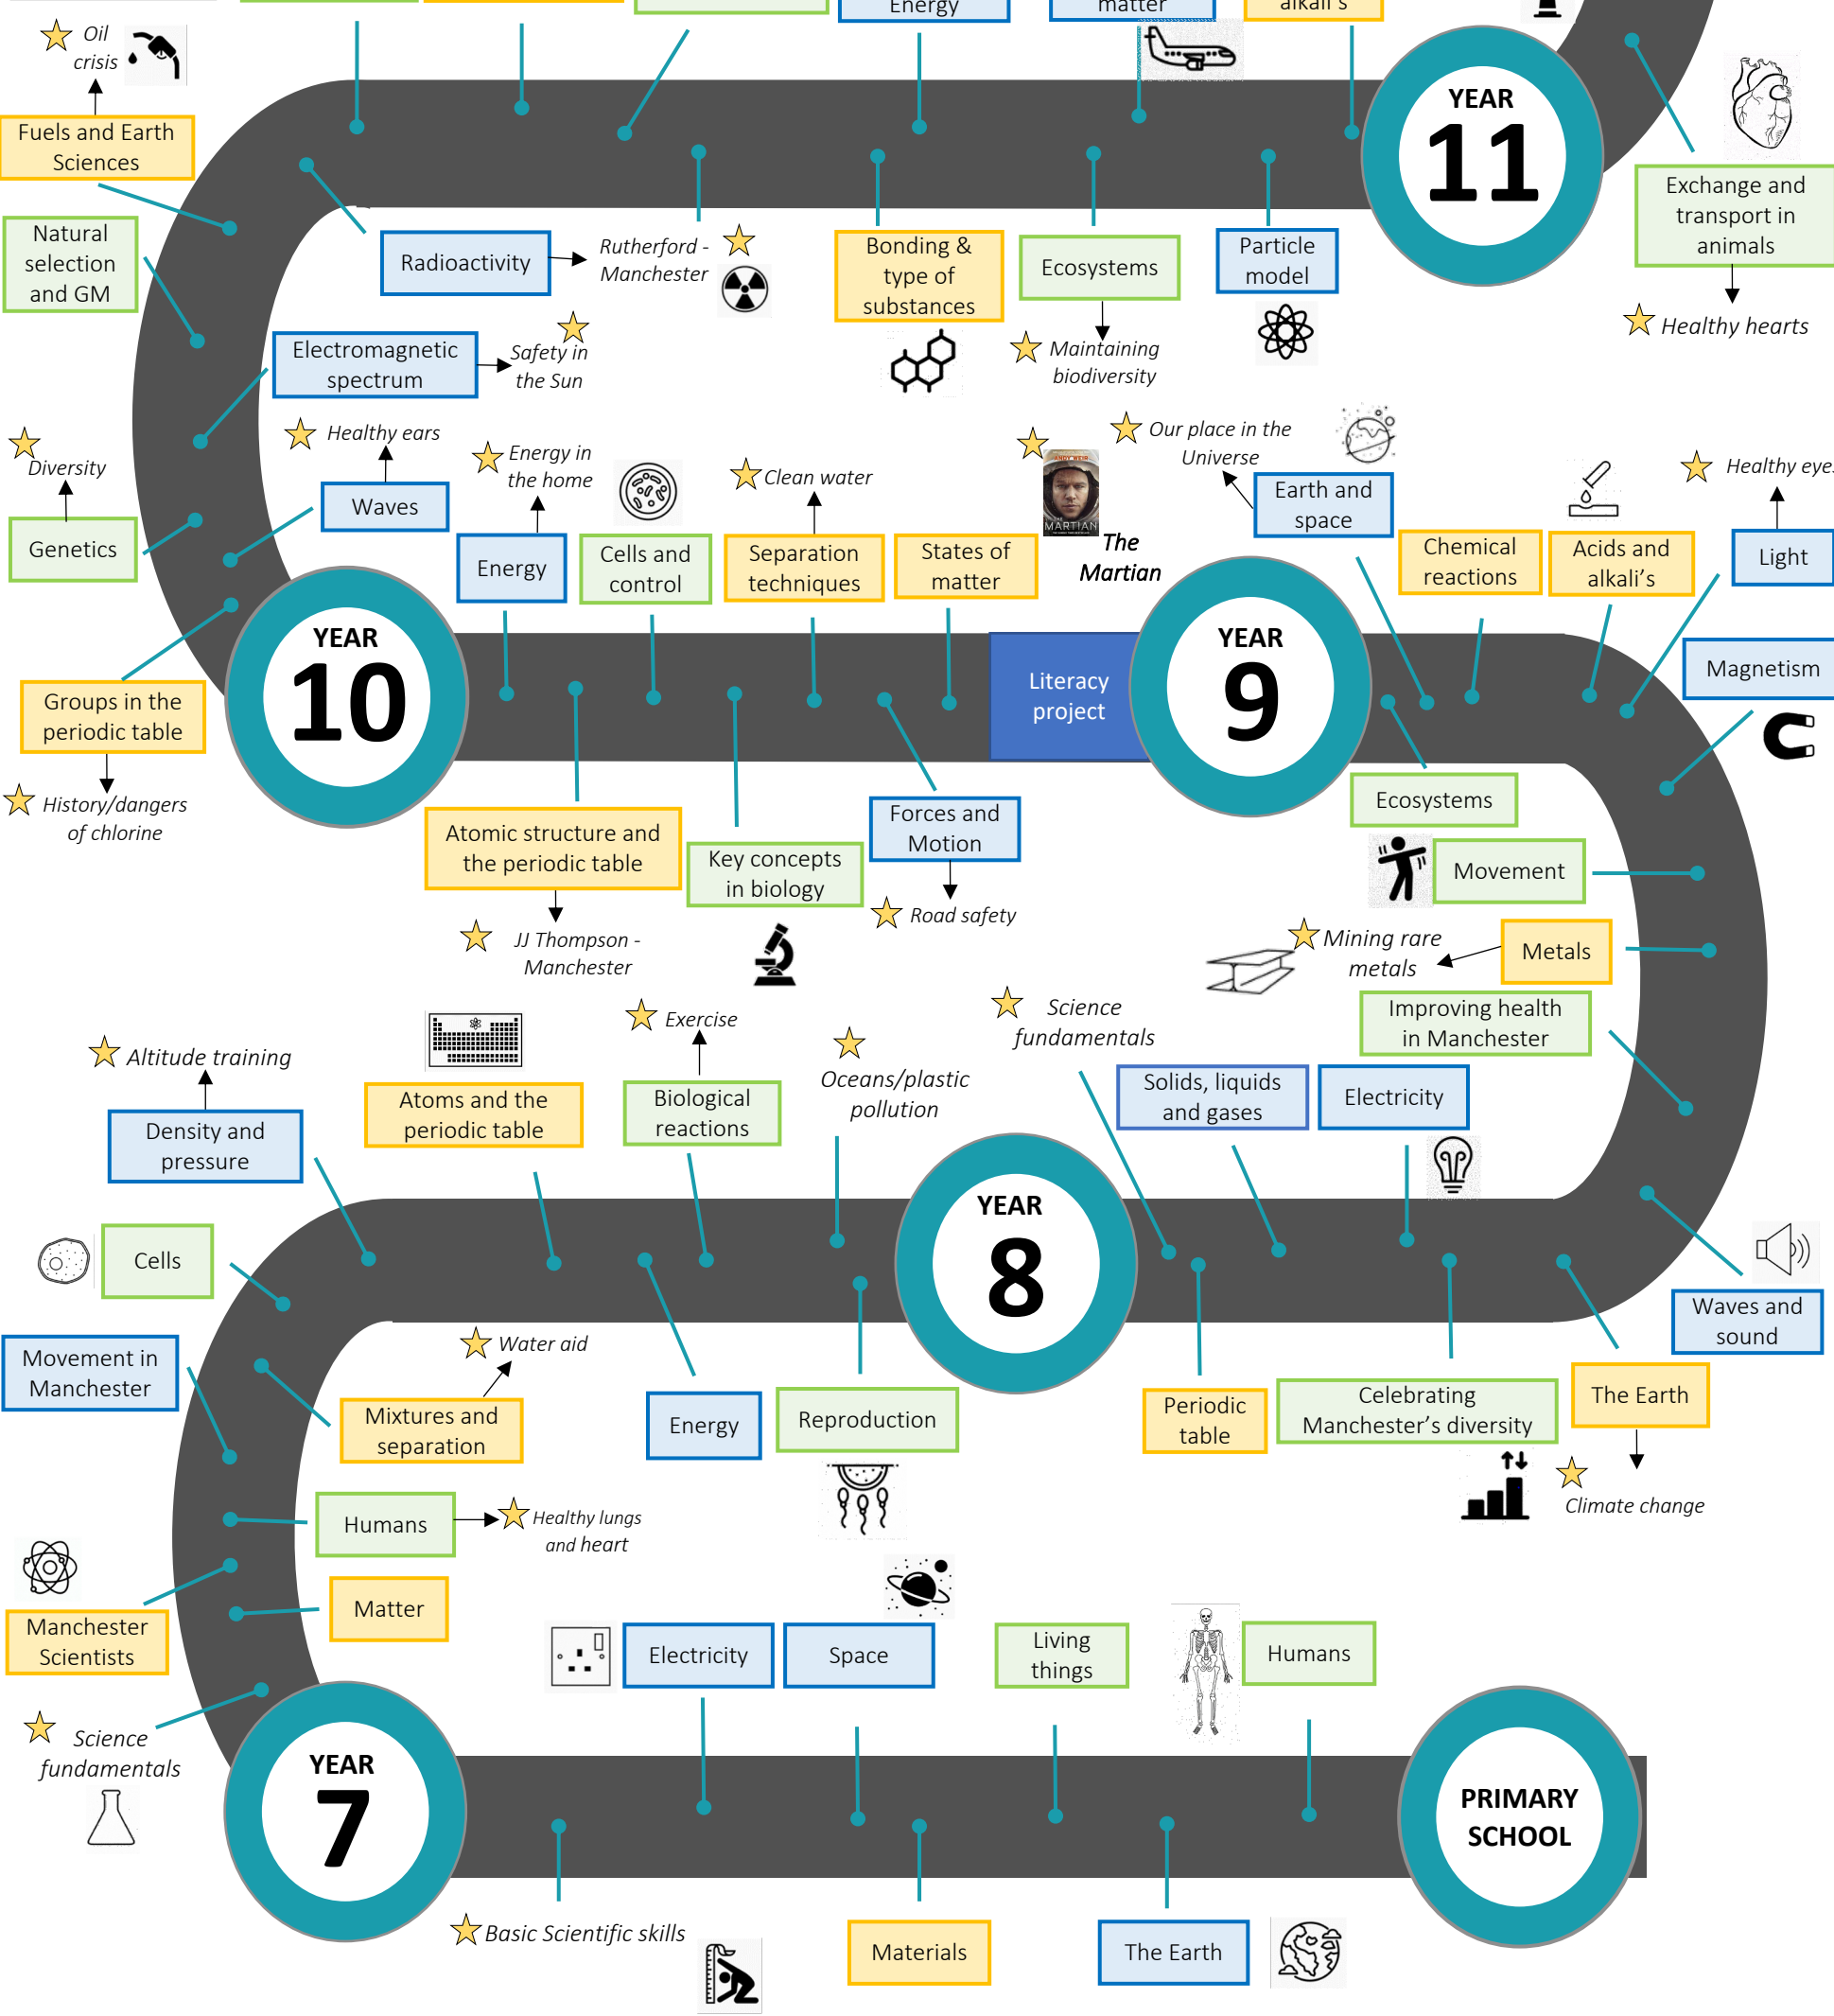 Energy
matter
alkali's
Oil
crisis
YEAR
11
Fuels and Earth
Sciences
Exchange and
transport in
animals
Natural
selection
and GM
Radioactivity
Rutherford -
Manchester
Bonding &
type of
substances
Ecosystems
Particle
model
Healthy hearts
Electromagnetic
spectrum
Safety in
the Sun
Maintaining
biodiversity
Diversity
Healthy ears
Energy in
the home
Clean water
ANDY WEIR
MARTIAN
The
Martian
Our place in the
Universe
Earth and
space
Healthy eyes
Genetics
Waves
Energy
Cells and
control
Separation
techniques
States of
matter
Chemical
reactions
Acids and
alkali’s
Light
YEAR
10
Literacy
project
YEAR
9
Magnetism
Groups in the
periodic table
History/dangers
of chlorine
Atomic structure and
the periodic table
Key concepts
in biology
Forces and
Motion
Ecosystems
Movement
JJ Thompson -
Manchester
Road safety
Mining rare
metals
Metals
Improving health
in Manchester
Altitude training
Exercise
Science
fundamentals
Oceans/plastic
pollution
Density and
pressure
Atoms and the
periodic table
Biological
reactions
Solids, liquids
and gases
Electricity
YEAR
8
Cells
Waves and
sound
Movement in
Manchester
Water aid
Mixtures and
separation
Energy
Reproduction
Periodic
table
Celebrating
Manchester’s diversity
The Earth
Climate change
Humans
Healthy lungs
and heart
Manchester
Scientists
Matter
Electricity
Space
Living
things
Humans
Science
fundamentals
YEAR
7
PRIMARY
SCHOOL
Basic Scientific skills
Materials
The Earth